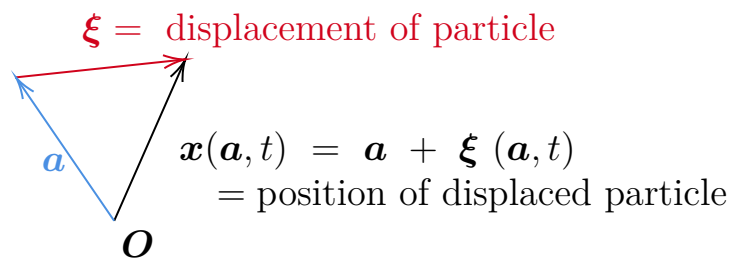 ξ = displacement of particle
a
x(a, t) = a + ξ (a, t)
= position of displaced particle
O